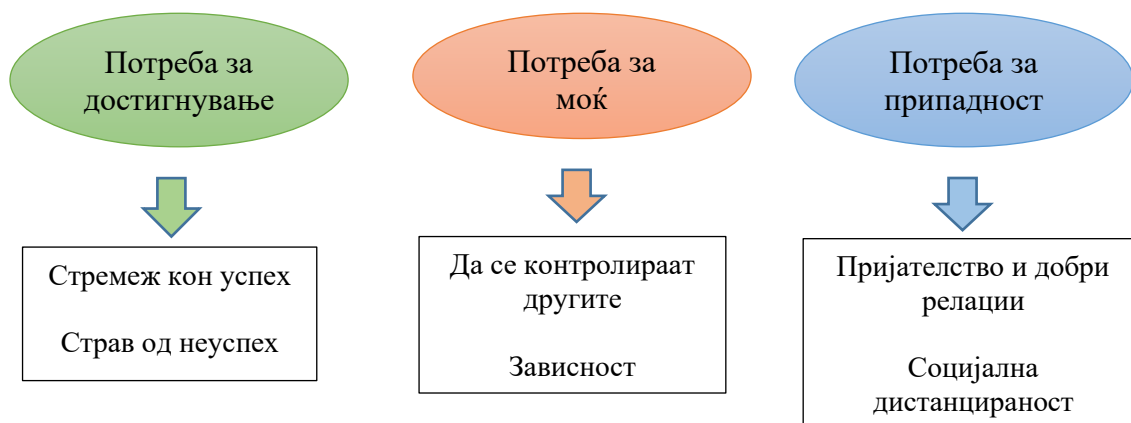 Потреба за
достигнување
Потреба за
моќ
Потреба за
припадност
Стремеж кон успех
Страв од неуспех
Да се контролираат
другите
Зависност
Пријателство и добри
релации
Социјална
дистанцираност